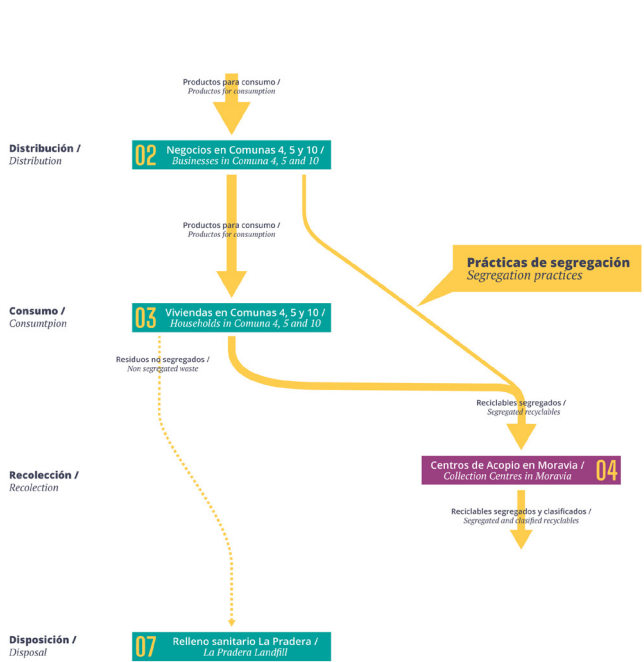 Productos para consumo /
Productos for consumption
Distribución /
Distribution
02
Negocios en Comunas 4, 5 y 10 /
Businesses in Comuna 4, 5 and 10
Productos para consumo /
Productos for consumption
Prácticas de segregación
Segregation practices
Consumo /
Consumtpion
03
Viviendas en Comunas 4, 5 y 10 /
Households in Comuna 4, 5 and 10
Residuos no segregados /
Non segregated waste
Reciclables segregados /
Segregated recyclables
Recolección /
Recolection
Centros de Acopio en Moravia /
Collection Centres in Moravia
04
Reciclables segregados y clasificados /
Segregated and clasified recyclables
Disposición /
Disposal
07
Relleno sanitario La Pradera /
La Pradera Landfill